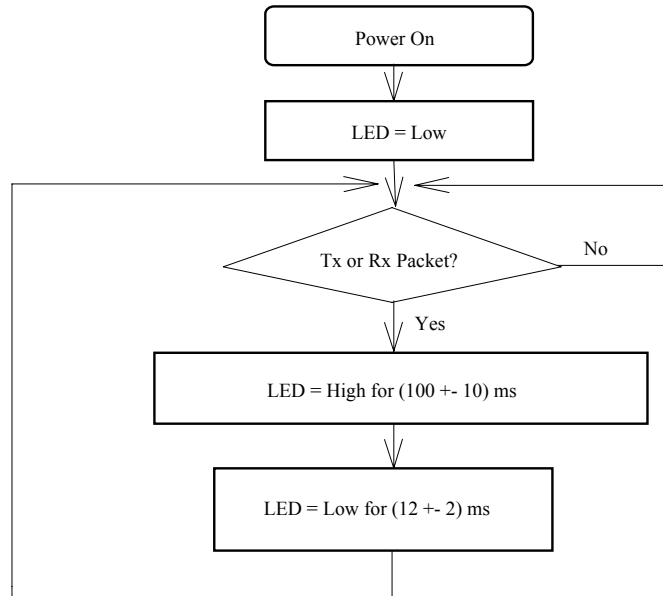 Power On
LED = Low
Tx or Rx Packet?
No
Yes
LED = High for (100 +- 10) ms
LED = Low for (12 +- 2) ms